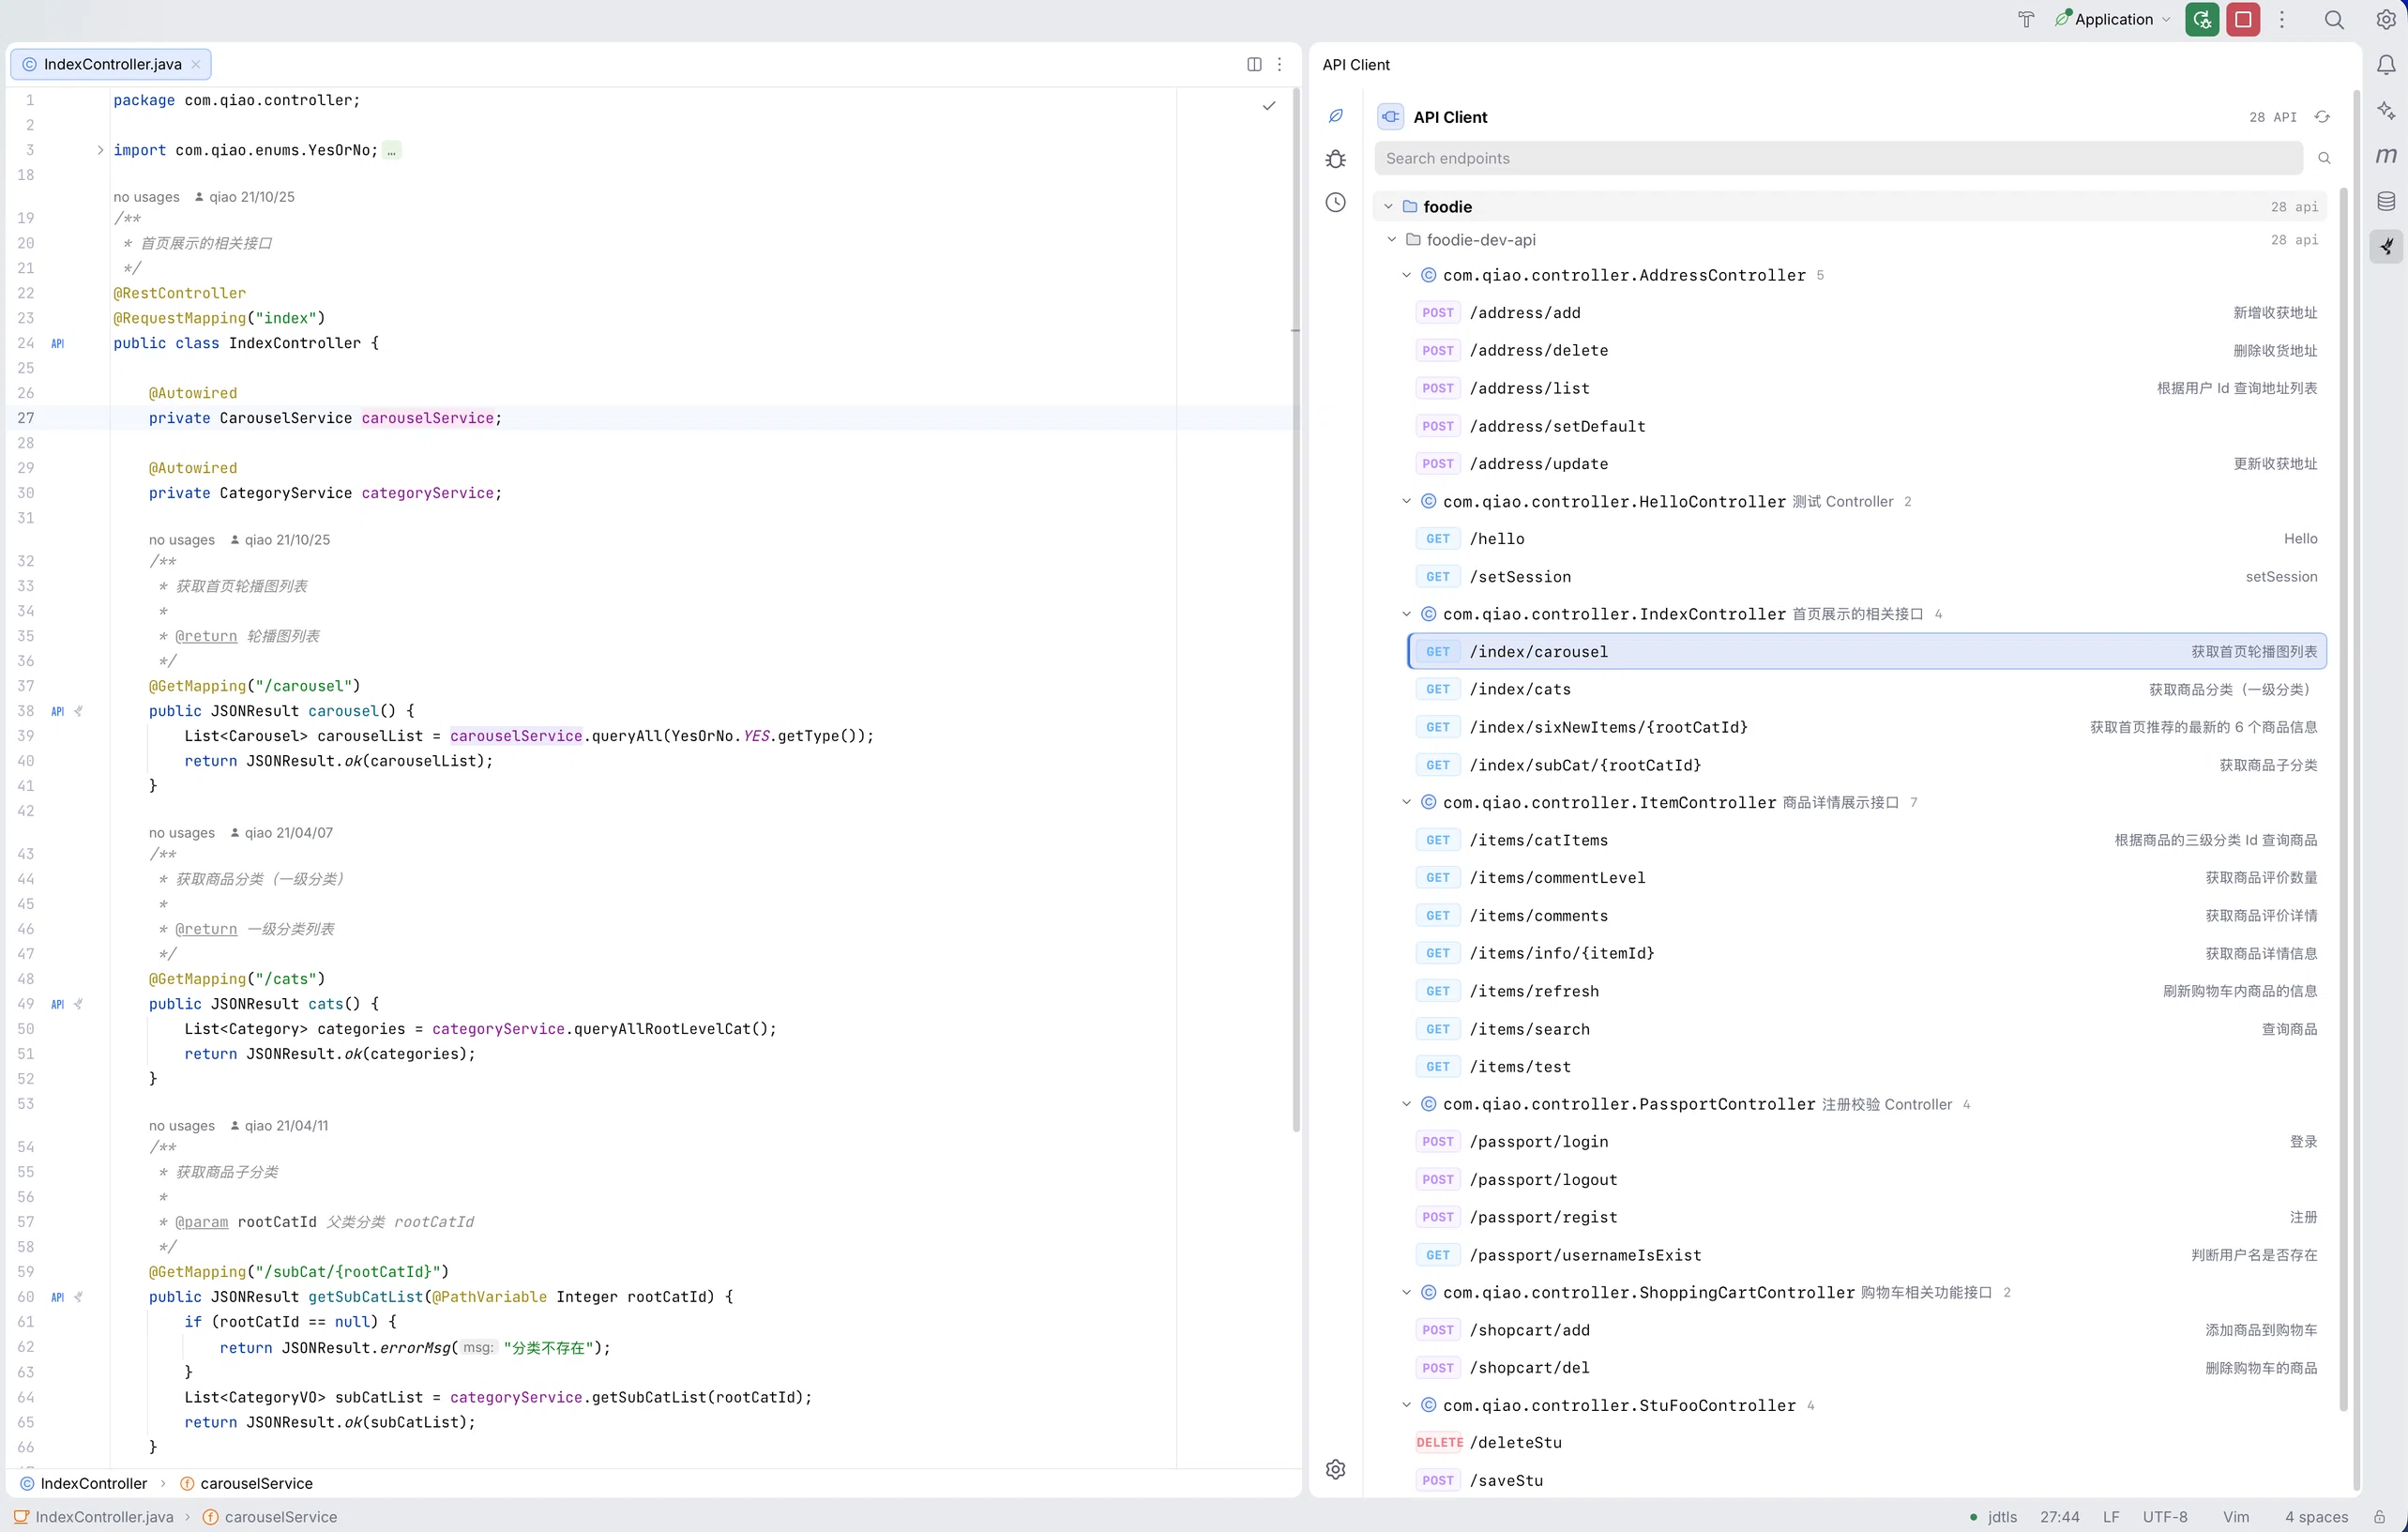 Application
IndexController.java
1 package com.qiao.controller;
2
3 import com.qiao.enums.YesOrNo; ...
18
no usages qiao 21/10/25
19 /**
20 * 首页展示的相关接口
21 */
22 @RestController
23 @RequestMapping("index")
24 API public class IndexController {
25
26 @Autowired
27 private CarouselService carouselService;
28
29 @Autowired
30 private CategoryService categoryService;
31
no usages qiao 21/10/25
32 /**
33 * 获取首页轮播图列表
34 *
35 * @return 轮播图列表
36 */
37 @GetMapping("/carousel")
38 API public JSONResult carousel() {
39 List<Carousel> carouselList = carouselService.queryAll(YesOrNo.YES.getType());
40 return JSONResult.ok(carouselList);
41 }
42
no usages qiao 21/04/07
43 /**
44 * 获取商品分类（一级分类）
45 *
46 * @return 一级分类列表
47 */
48 @GetMapping("/cats")
49 API public JSONResult cats() {
50 List<Category> categories = categoryService.queryAllRootLevelCat();
51 return JSONResult.ok(categories);
52 }
53
no usages qiao 21/04/11
54 /**
55 * 获取商品子分类
56 *
57 * @param rootCatId 父类分类 rootCatId
58 */
59 @GetMapping("/subCat/{rootCatId}")
60 API public JSONResult getSubCatList(@PathVariable Integer rootCatId) {
61 if (rootCatId == null) {
62 return JSONResult.errorMsg( msg: "分类不存在");
63 }
64 List<CategoryVO> subCatList = categoryService.getSubCatList(rootCatId);
65 return JSONResult.ok(subCatList);
66 }
IndexController › carouselService
API Client
API Client 28 API
Search endpoints
foodie 28 api
foodie-dev-api 28 api
com.qiao.controller.AddressController 5
POST /address/add 新增收获地址
POST /address/delete 删除收货地址
POST /address/list 根据用户 Id 查询地址列表
POST /address/setDefault
POST /address/update 更新收获地址
com.qiao.controller.HelloController 测试 Controller 2
GET /hello Hello
GET /setSession setSession
com.qiao.controller.IndexController 首页展示的相关接口 4
GET /index/carousel 获取首页轮播图列表
GET /index/cats 获取商品分类（一级分类）
GET /index/sixNewItems/{rootCatId} 获取首页推荐的最新的 6 个商品信息
GET /index/subCat/{rootCatId} 获取商品子分类
com.qiao.controller.ItemController 商品详情展示接口 7
GET /items/catItems 根据商品的三级分类 Id 查询商品
GET /items/commentLevel 获取商品评价数量
GET /items/comments 获取商品评价详情
GET /items/info/{itemId} 获取商品详情信息
GET /items/refresh 刷新购物车内商品的信息
GET /items/search 查询商品
GET /items/test
com.qiao.controller.PassportController 注册校验 Controller 4
POST /passport/login 登录
POST /passport/logout
POST /passport/regist 注册
GET /passport/usernameIsExist 判断用户名是否存在
com.qiao.controller.ShoppingCartController 购物车相关功能接口 2
POST /shopcart/add 添加商品到购物车
POST /shopcart/del 删除购物车的商品
com.qiao.controller.StuFooController 4
DELETE /deleteStu
POST /saveStu
m
IndexController.java › carouselService
jdtls 27:44 LF UTF-8 Vim 4 spaces